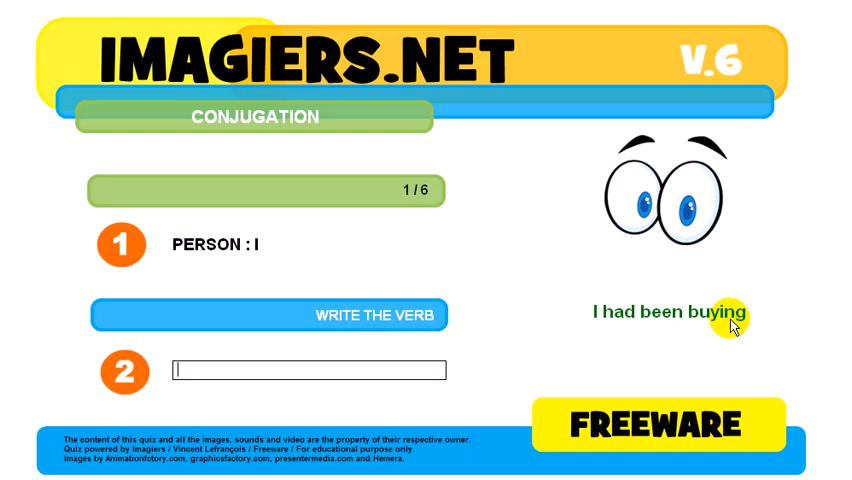 IMAGIERS.NET
V.6
CONJUGATION
1 / 6
1
PERSON : I
WRITE THE VERB
I had been buying
2
FREEWARE
The content of this quiz and all the images, sounds and video are the property of their respective owner.
Quiz powered by Imagiers / Vincent Lefrançois / Freeware / For educational purpose only.
Images by Animationfctory.com, graphicsfactory.com, presentermedia.com and Hemera.